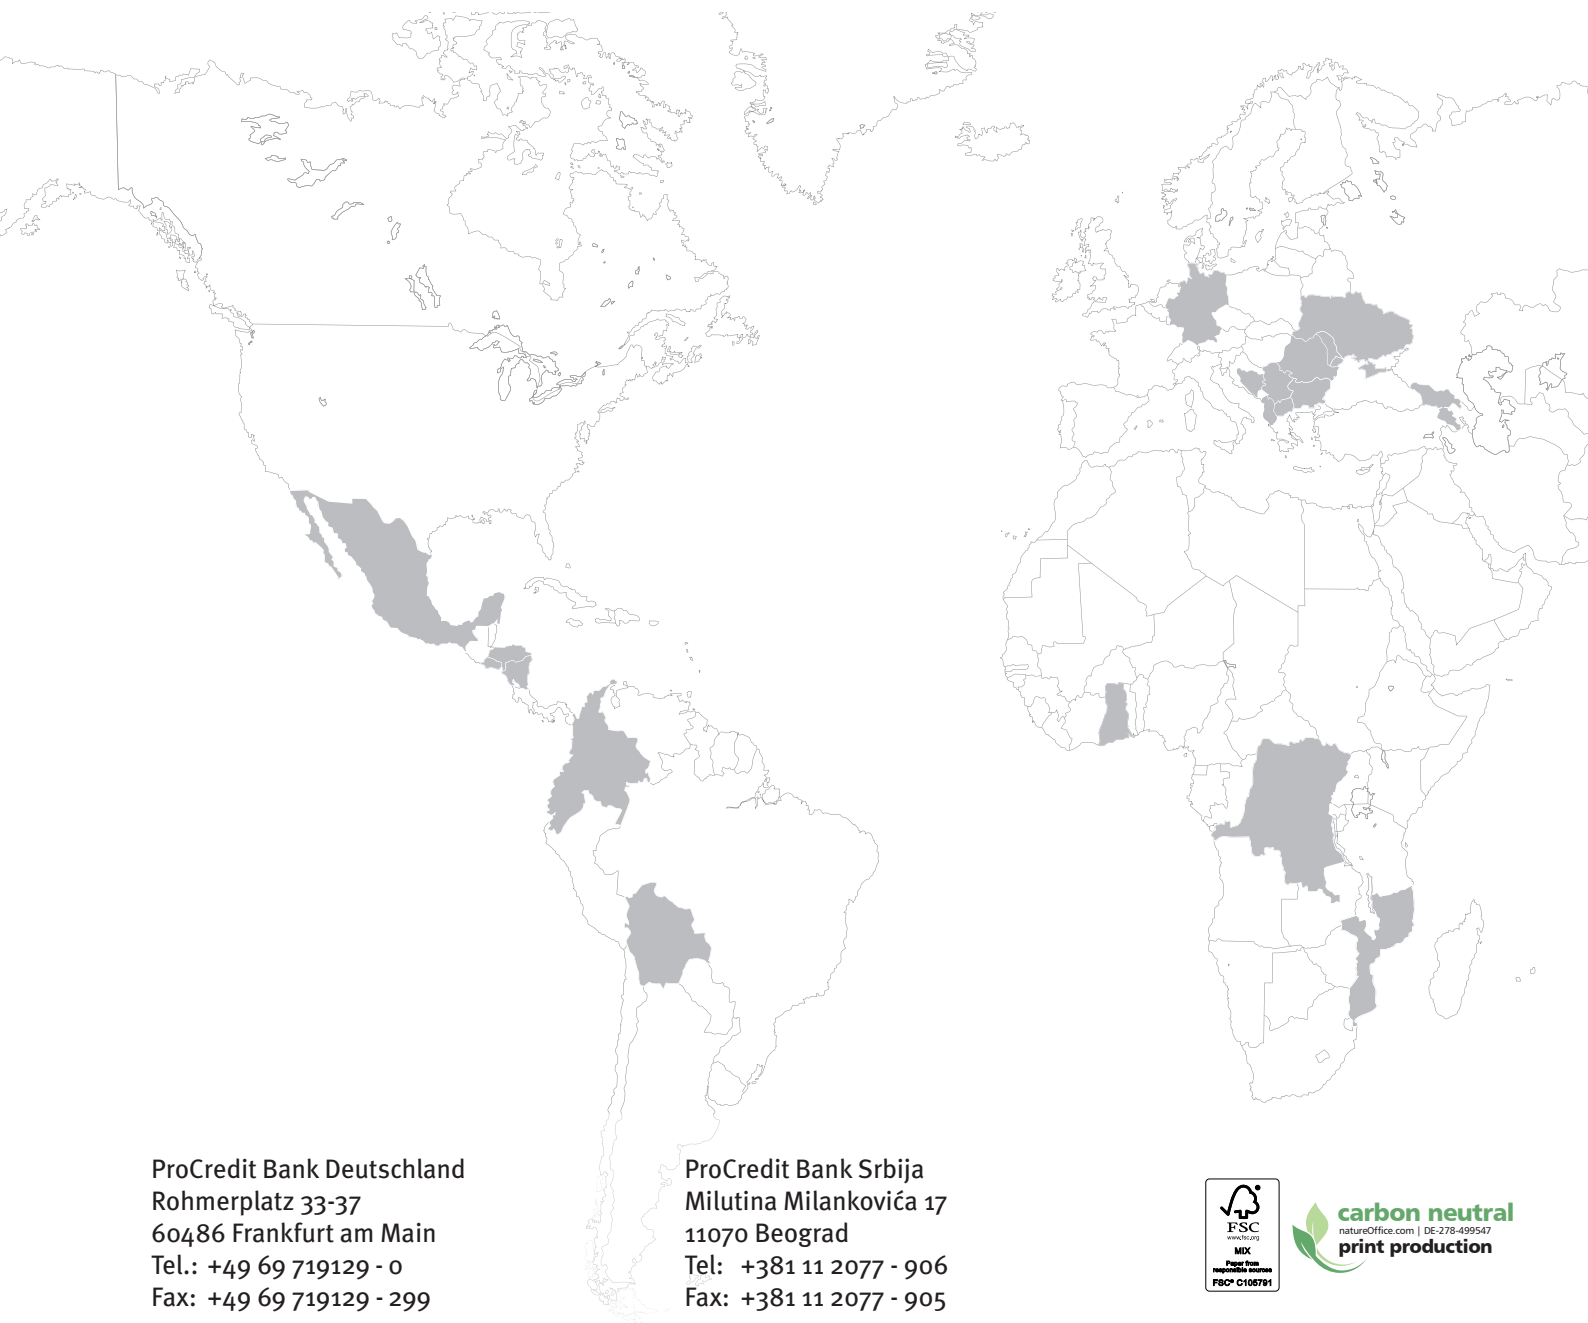 ProCredit Bank Deutschland
Rohmerplatz 33-37
60486 Frankfurt am Main
Tel.: +49 69 719129 - 0
Fax: +49 69 719129 - 299
ProCredit Bank Srbija
Milutina Milankovića 17
11070 Beograd
Tel: +381 11 2077 - 906
Fax: +381 11 2077 - 905
FSC
www.fsc.org
MIX
Paper from
responsible sources
FSC® C105791
carbon neutral
natureOffice.com | DE-278-499547
print production